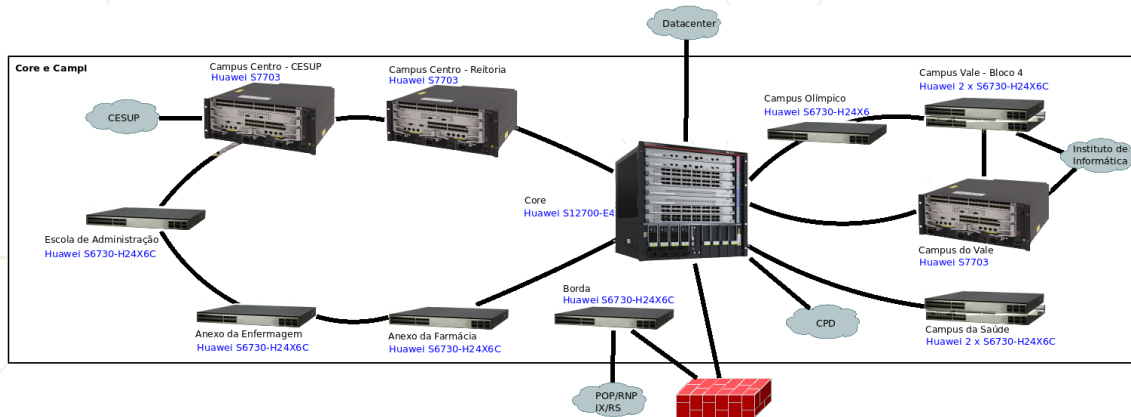 Datacenter
Core e CampI
Campus Centro - CESUP
Huawei S7703
Campus Centro - Reitoria
Huawei S7703
Campus Vale - Bloco 4
Huawei 2 x S6730-H24X6C
Campus Olímpico
Huawei S6730-H24X6
CESUP
Instituto de
Informática
Core
Huawei S12700-E4
Escola de Administração
Huawei S6730-H24X6C
Campus do Vale
Huawei S7703
Borda
Huawei S6730-H24X6C
Anexo da Enfermagem
Huawei S6730-H24X6C
Anexo da Farmácia
Huawei S6730-H24X6C
CPD
Campus da Saúde
Huawei 2 x S6730-H24X6C
POP/RNP
IX/RS